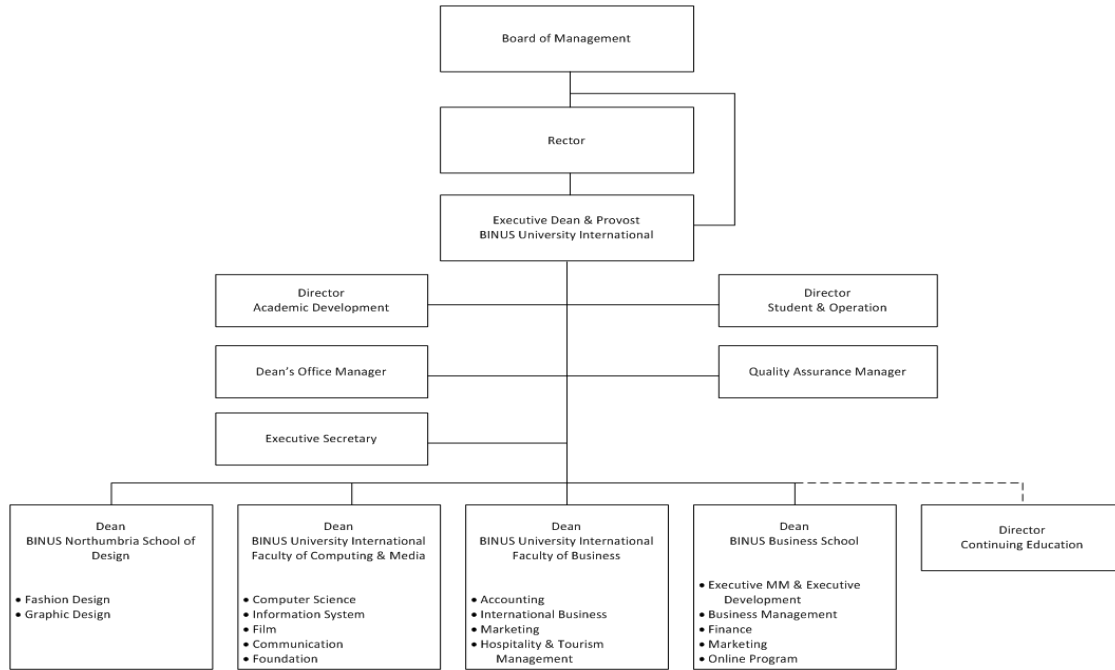 Board of Management
Rector
Executive Dean & Provost
BINUS University International
Director
Academic Development
Director
Student & Operation
Dean’s Office Manager
Quality Assurance Manager
Executive Secretary
Dean
BINUS Northumbria School of
Design
• Fashion Design
• Graphic Design
Dean
BINUS University International
Faculty of Computing & Media
• Computer Science
• Information System
• Film
• Communication
• Foundation
Dean
BINUS University International
Faculty of Business
• Accounting
• International Business
• Marketing
• Hospitality & Tourism
Management
Dean
BINUS Business School
• Executive MM & Executive
Development
• Business Management
• Finance
• Marketing
• Online Program
Director
Continuing Education